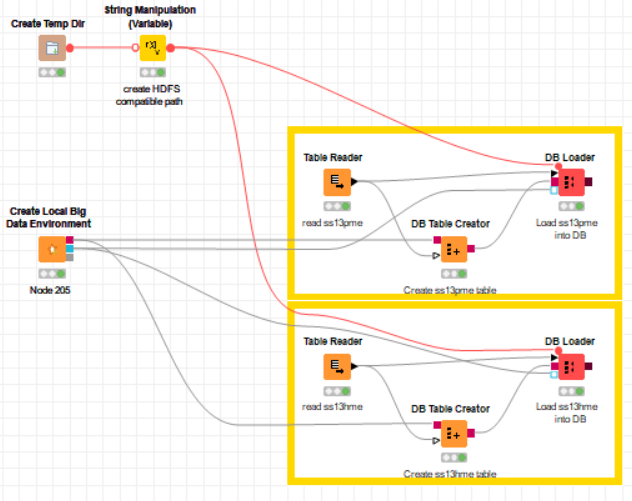 Create Temp Dir
String Manipulation
(Variable)
create HDFS
compatible path
Table Reader
read ss13pme
DB Loader
Load ss13pme
into DB
DB Table Creator
Create ss13pme table
Create Local Big
Data Environment
Node 205
Table Reader
read ss13hme
DB Loader
Load ss13hme
into DB
DB Table Creator
Create ss13hme table